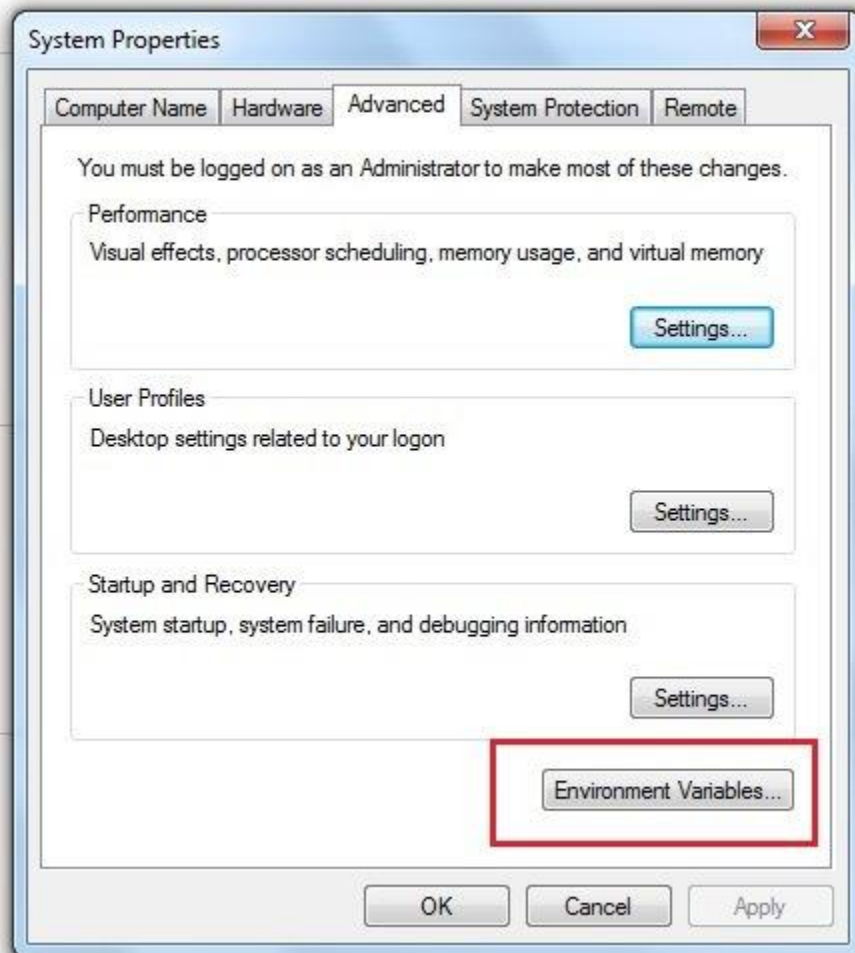 System Properties
Computer Name Hardware Advanced System Protection Remote
You must be logged on as an Administrator to make most of these changes.
Performance
Visual effects, processor scheduling, memory usage, and virtual memory
Settings...
User Profiles
Desktop settings related to your logon
Settings...
Startup and Recovery
System startup, system failure, and debugging information
Settings...
Environment Variables...
OK Cancel Apply